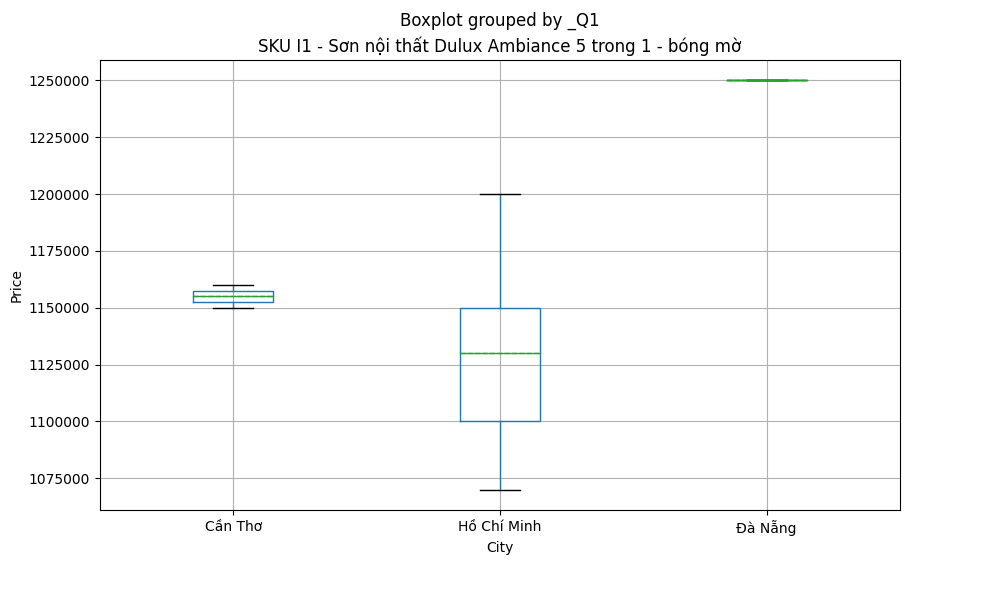 Boxplot grouped by _Q1
SKU I1 - Sơn nội thất Dulux Ambiance 5 trong 1 - bóng mờ
1250000
1225000
1200000
1175000
1150000
1125000
1100000
1075000
Price
Cần Thơ
Hồ Chí Minh
Đà Nẵng
City